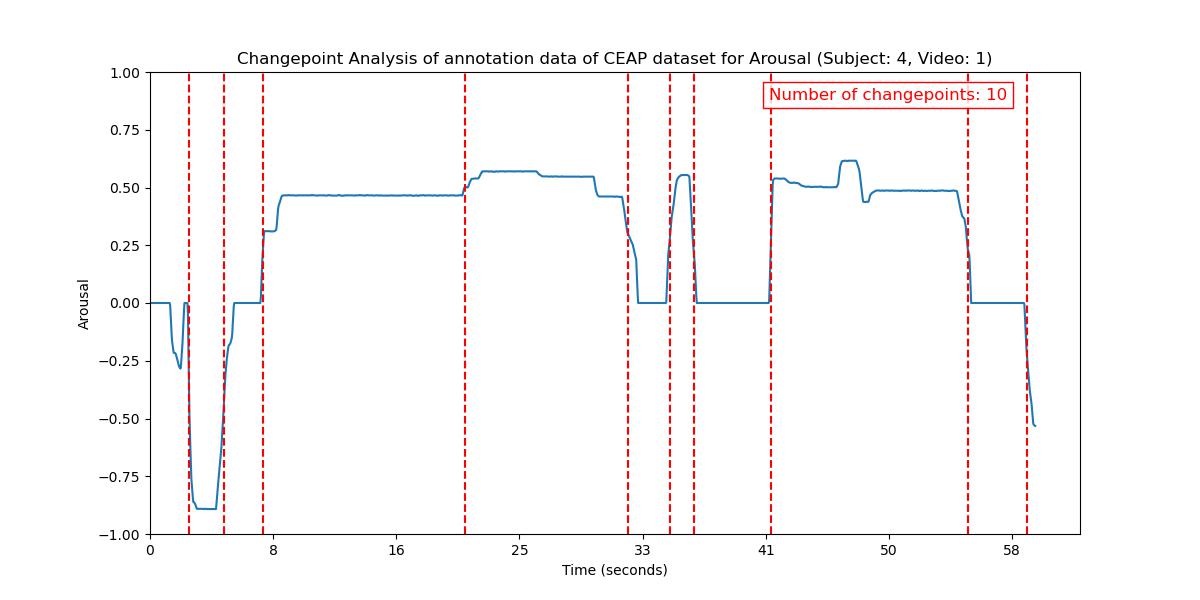 Changepoint Analysis of annotation data of CEAP dataset for Arousal (Subject: 4, Video: 1)
Number of changepoints: 10
1.00
0.75
0.50
0.25
0.00
−0.25
−0.50
−0.75
−1.00
Arousal
0 8 16 25 33 41 50 58
Time (seconds)